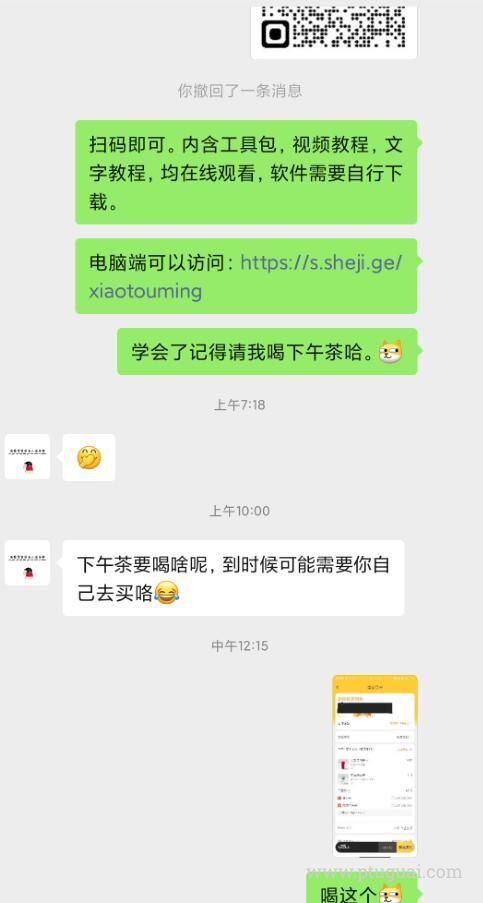 你撤回了一条消息
扫码即可。内含工具包，视频教程，文
字教程，均在线观看，软件需要自行下
载。
电脑端可以访问：https://s.sheji.ge/
xiaotouming
学会了记得请我喝下午茶哈。
上午7:18
上午10:00
下午茶要喝啥呢，到时候可能需要你自
己去买咯
中午12:15
www.ptuguai.com
喝这个